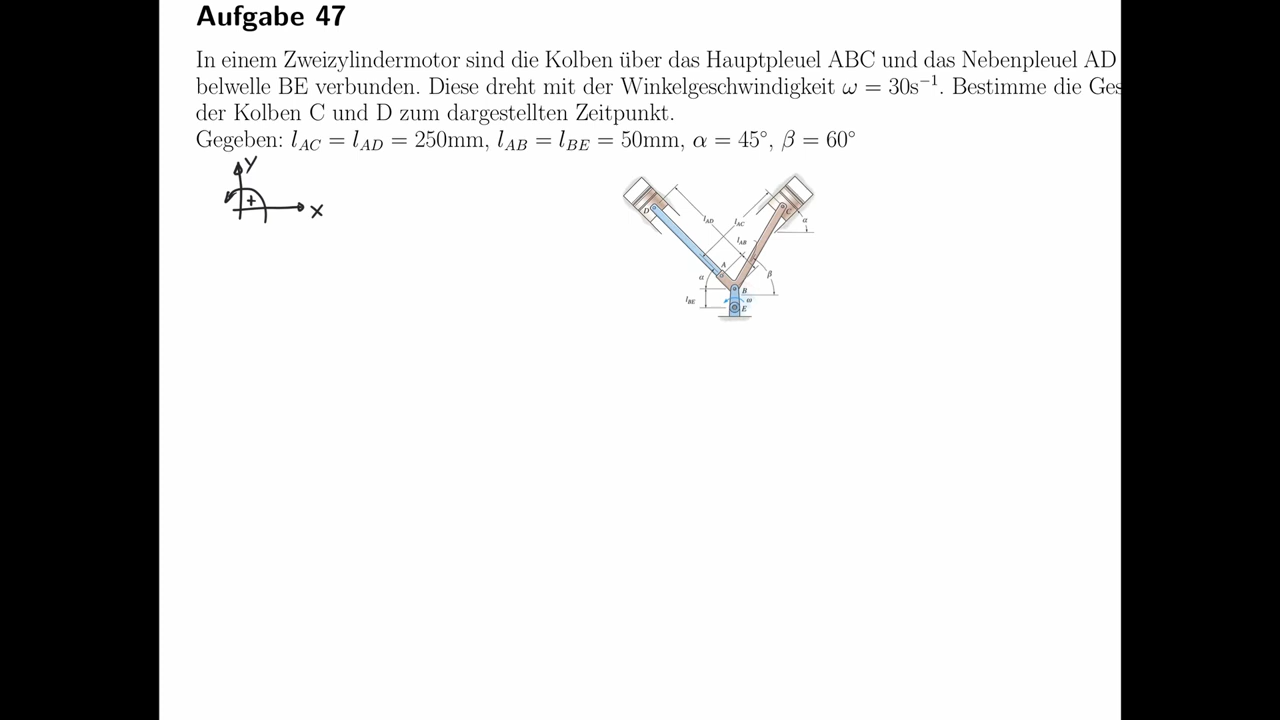 Aufgabe 47
In einem Zweizylindermotor sind die Kolben über das Hauptpleuel ABC und das Nebenpleuel AD
belwelle BE verbunden. Diese dreht mit der Winkelgeschwindigkeit ω = 30s⁻¹. Bestimme die Ges
der Kolben C und D zum dargestellten Zeitpunkt.
Gegeben: l_AC = l_AD = 250mm, l_AB = l_BE = 50mm, α = 45°, β = 60°
y
+
x
D
C
l_AD
l_AC
α
l_AB
A
α
β
B
l_BE
ω
E